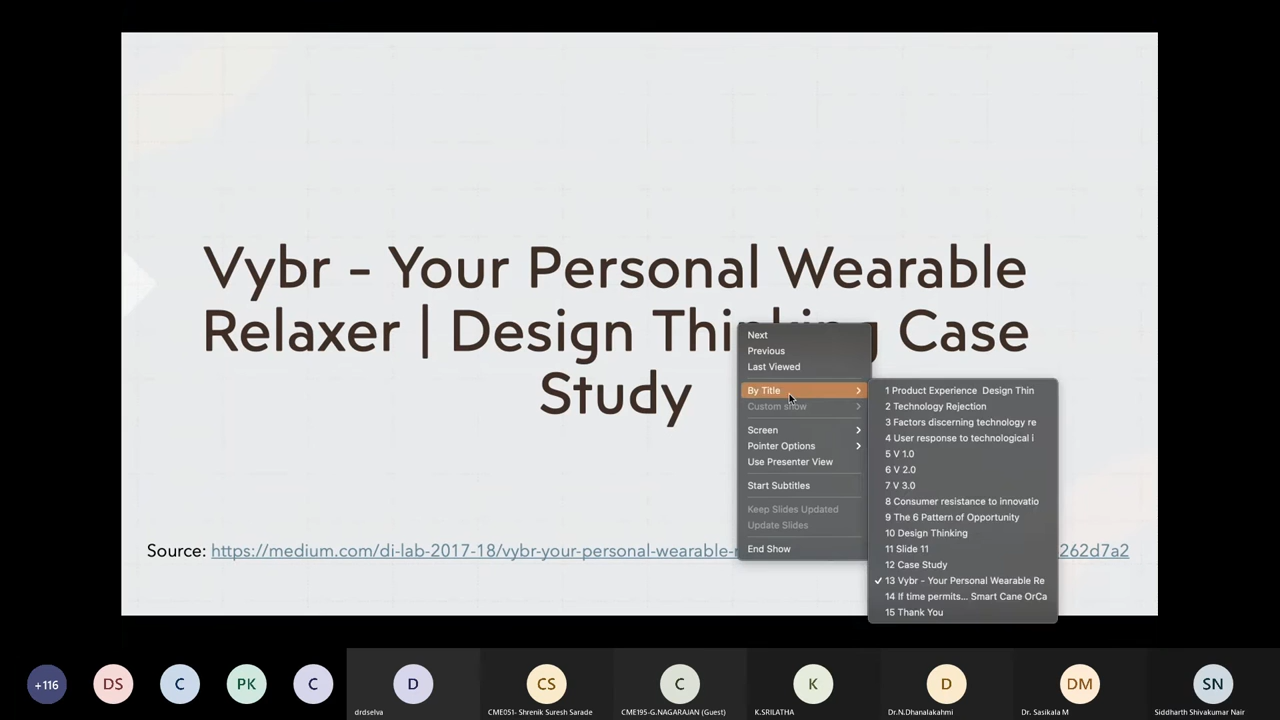 Vybr - Your Personal Wearable
Relaxer | Design Thinking Case
Study
Source: https://medium.com/di-lab-2017-18/vybr-your-personal-wearable- 262d7a2
Next
Previous
Last Viewed
By Title
Custom show
Screen
Pointer Options
Use Presenter View
Start Subtitles
Keep Slides Updated
Update Slides
End Show
1 Product Experience Design Thin
2 Technology Rejection
3 Factors discerning technology re
4 User response to technological i
5 V 1.0
6 V 2.0
7 V 3.0
8 Consumer resistance to innovatio
9 The 6 Pattern of Opportunity
10 Design Thinking
11 Slide 11
12 Case Study
✓ 13 Vybr - Your Personal Wearable Re
14 If time permits... Smart Cane OrCa
15 Thank You
+116
DS
C
PK
C
D
CS
C
K
D
DM
SN
drdselva
CME051- Shrenik Suresh Sarade
CME195-G.NAGARAJAN (Guest)
K.SRILATHA
Dr.N.Dhanalakahmi
Dr. Sasikala M
Siddharth Shivakumar Nair